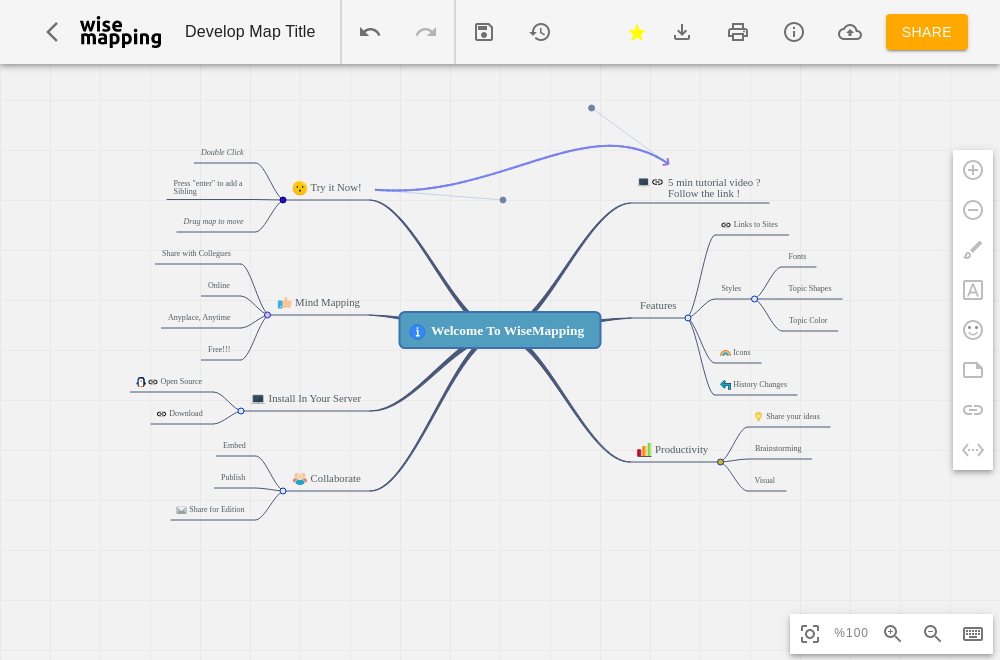 wise
mapping
Develop Map Title
SHARE
Double Click
Press "enter" to add a
Sibling
Drag map to move
Try it Now!
5 min tutorial video ?
Follow the link !
Links to Sites
Share with Collegues
Online
Anyplace, Anytime
Free!!!
Mind Mapping
Features
Styles
Fonts
Topic Shapes
Topic Color
Icons
History Changes
Welcome To WiseMapping
Open Source
Download
Install In Your Server
Productivity
Share your ideas
Brainstorming
Visual
Embed
Publish
Share for Edition
Collaborate
A
%100